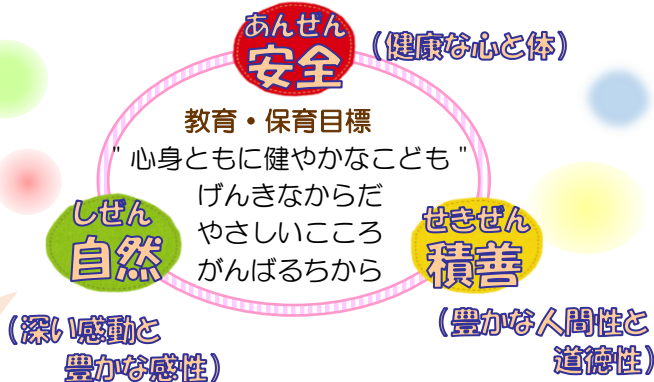 あんぜん
安全
（健康な心と体）
教育・保育目標
" 心身ともに健やかなこども "
げんきなからだ
やさしいこころ
がんばるちから
しぜん
自然
（深い感動と
豊かな感性）
せきぜん
積善
（豊かな人間性と
道徳性）